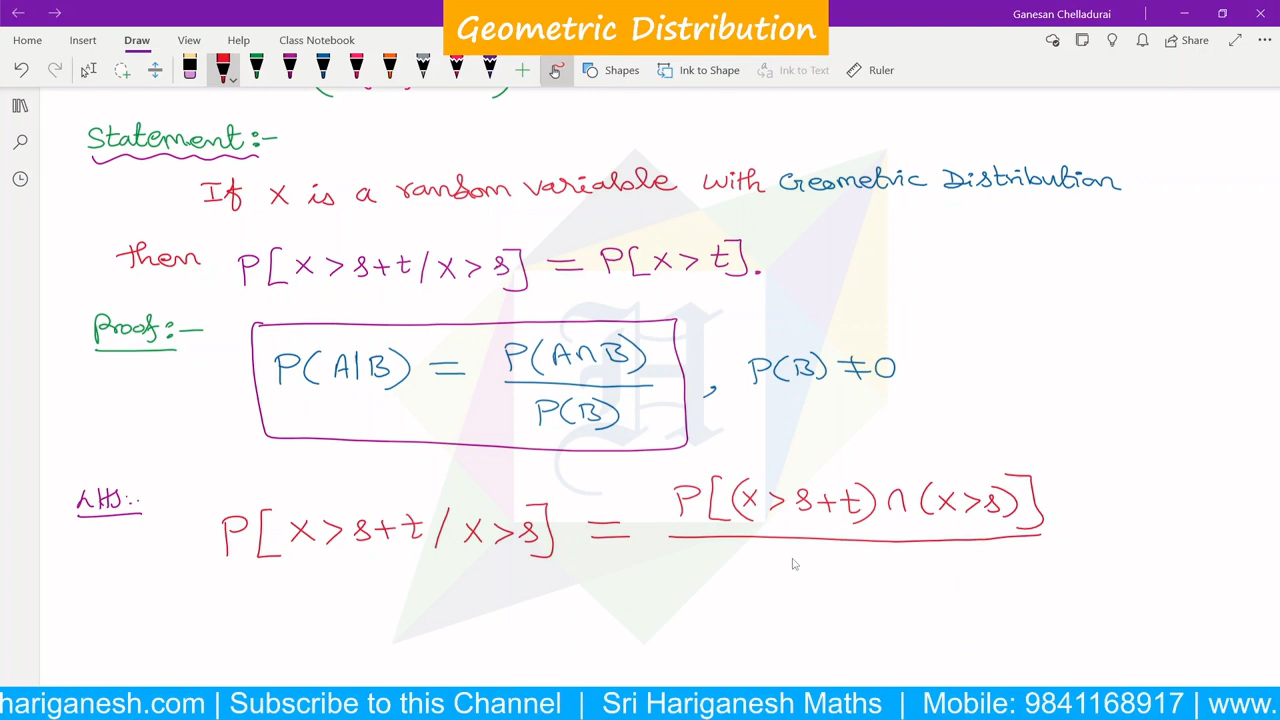 Geometric Distribution
Ganesan Chelladurai
Home Insert Draw View Help Class Notebook
Share
Shapes Ink to Shape Ink to Text Ruler
Statement:-
If X is a random variable with Geometric Distribution
then P[X>s+t/X>s] = P[X>t].
Proof:-
P(A|B) = P(A∩B) / P(B) , P(B) ≠ 0
LHS:-
P[X>s+t/X>s] = P[(X>s+t)∩(X>s)]
hariganesh.com | Subscribe to this Channel | Sri Hariganesh Maths | Mobile: 9841168917 | www.